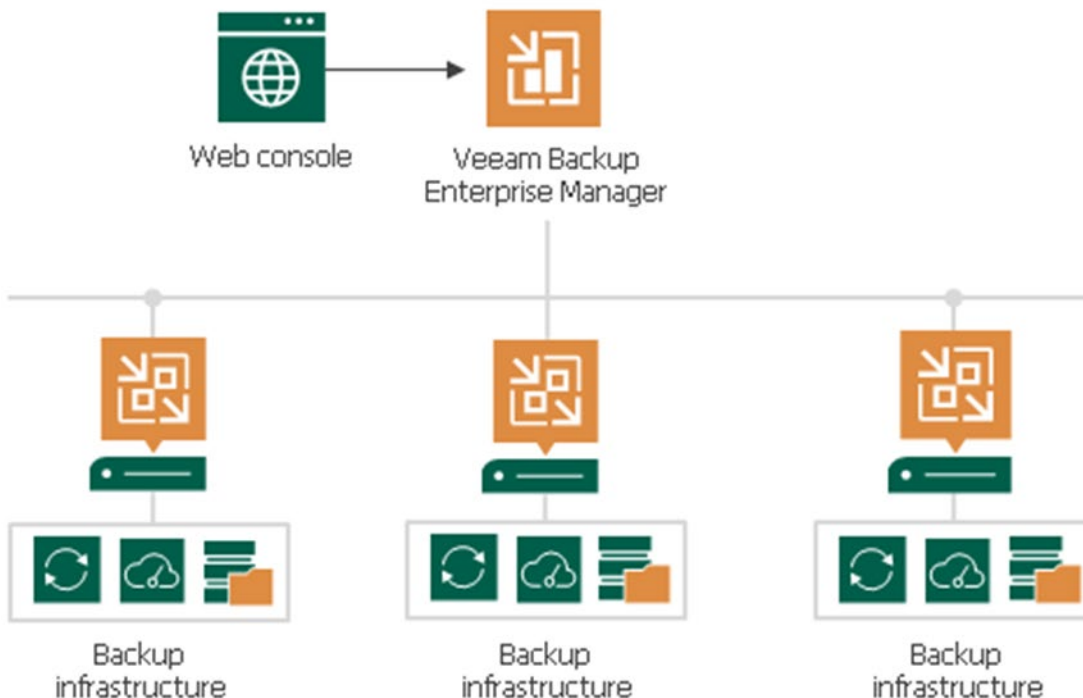 Web console
Veeam Backup
Enterprise Manager
Backup
infrastructure
Backup
infrastructure
Backup
infrastructure